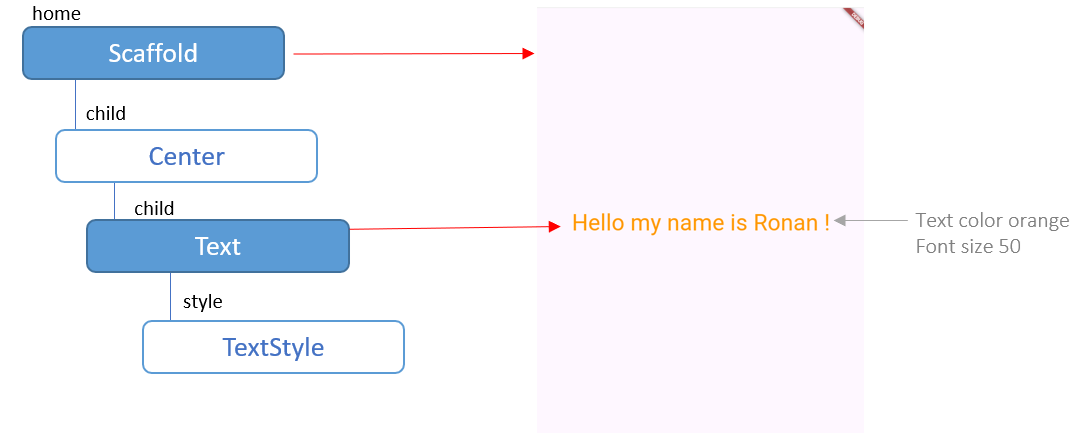 home
Scaffold
child
Center
child
Text
style
TextStyle
Hello my name is Ronan !
Text color orange
Font size 50